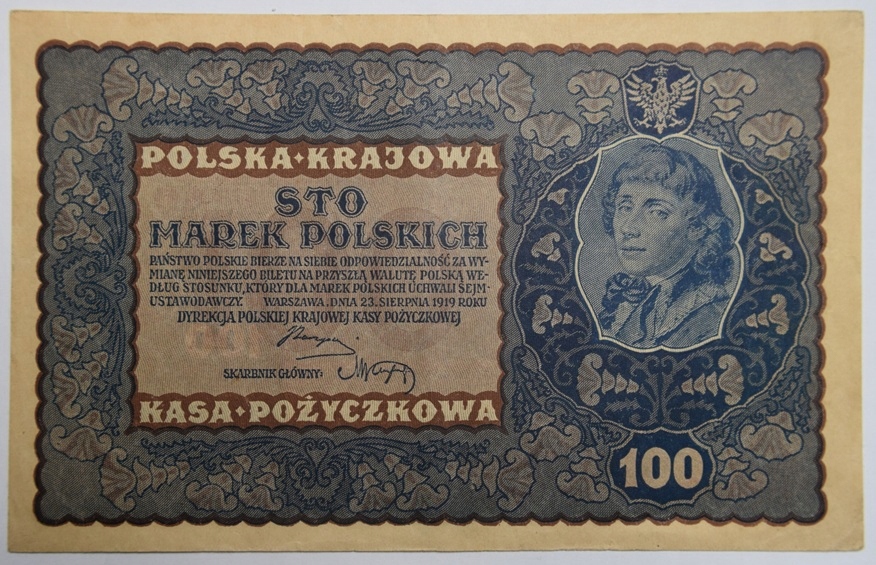 POLSKA·KRAJOWA
STO
MAREK POLSKICH
PAŃSTWO POLSKIE BIERZE NA SIEBIE ODPOWIEDZIALNOŚĆ ZA WY-
MIANĘ NINIEJSZEGO BILETU NA PRZYSZŁĄ WALUTĘ POLSKĄ WE-
DŁUG STOSUNKU, KTÓRY DLA MAREK POLSKICH UCHWALI SEJM-
USTAWODAWCZY. WARSZAWA, DNIA 23. SIERPNIA 1919 ROKU
DYREKCJA POLSKIEJ KRAJOWEJ KASY POŻYCZKOWEJ
SKARBNIK GŁÓWNY:
KASA·POŻYCZKOWA
100